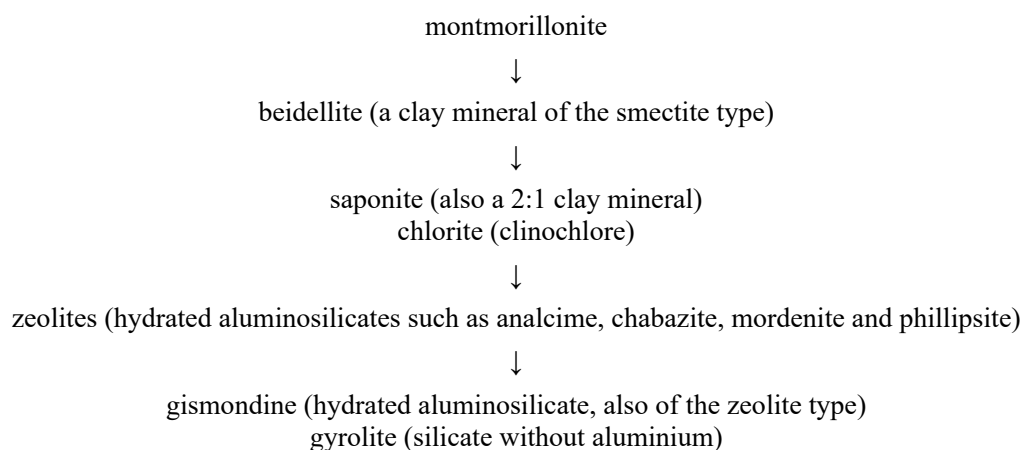 montmorillonite
↓
beidellite (a clay mineral of the smectite type)
↓
saponite (also a 2:1 clay mineral)
chlorite (clinochlore)
↓
zeolites (hydrated aluminosilicates such as analcime, chabazite, mordenite and phillipsite)
↓
gismondine (hydrated aluminosilicate, also of the zeolite type)
gyrolite (silicate without aluminium)